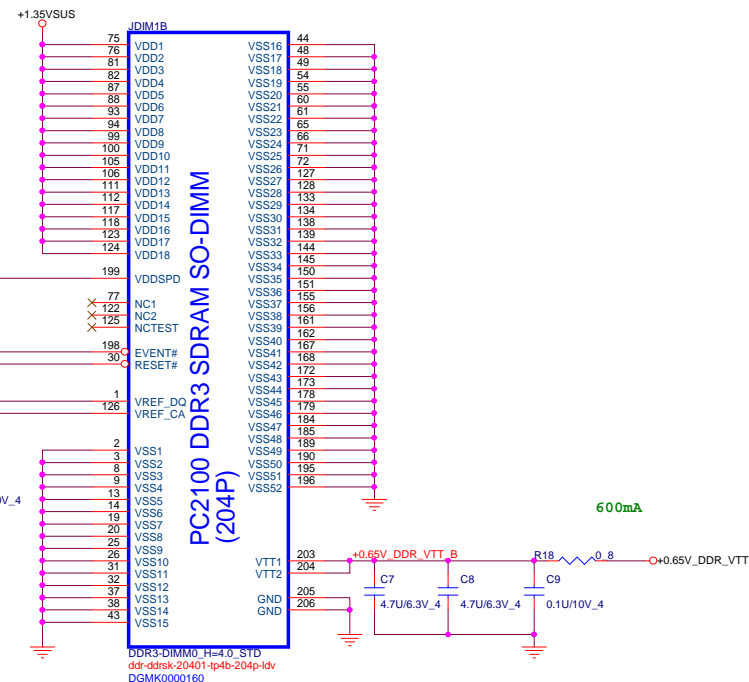 +1.35VSUS
JDIM1B
75 VDD1
76 VDD2
81 VDD3
82 VDD4
87 VDD5
88 VDD6
93 VDD7
94 VDD8
99 VDD9
100 VDD10
105 VDD11
106 VDD12
111 VDD13
112 VDD14
117 VDD15
118 VDD16
123 VDD17
124 VDD18
199 VDDSPD
77 NC1
122 NC2
125 NCTEST
198 EVENT#
30 RESET#
1 VREF_DQ
126 VREF_CA
2 VSS1
3 VSS2
8 VSS3
9 VSS4
13 VSS5
14 VSS6
19 VSS7
20 VSS8
25 VSS9
26 VSS10
31 VSS11
32 VSS12
37 VSS13
38 VSS14
43 VSS15
0V_4
PC2100 DDR3 SDRAM SO-DIMM
(204P)
VSS16 44
VSS17 48
VSS18 49
VSS19 54
VSS20 55
VSS21 60
VSS22 61
VSS23 65
VSS24 66
VSS25 71
VSS26 72
VSS27 127
VSS28 128
VSS29 133
VSS30 134
VSS31 138
VSS32 139
VSS33 144
VSS34 145
VSS35 150
VSS36 151
VSS37 155
VSS38 156
VSS39 161
VSS40 162
VSS41 167
VSS42 168
VSS43 172
VSS44 173
VSS45 178
VSS46 179
VSS47 184
VSS48 185
VSS49 189
VSS50 190
VSS51 195
VSS52 196
VTT1 203
VTT2 204
GND 205
GND 206
600mA
+0.65V_DDR_VTT_B
R18 0_8
+0.65V_DDR_VTT
C7
4.7U/6.3V_4
C8
4.7U/6.3V_4
C9
0.1U/10V_4
DDR3-DIMM0_H=4.0_STD
ddr-ddrsk-20401-tp4b-204p-ldv
DGMK0000160